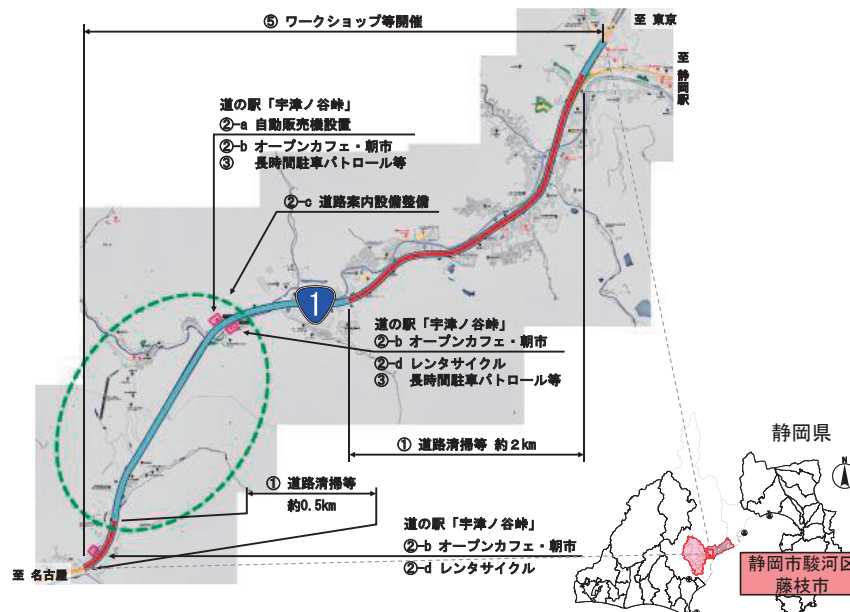 ⑤ ワークショップ等開催
至 東京
至 静岡駅
道の駅「宇津ノ谷峠」
②-a 自動販売機設置
②-b オープンカフェ・朝市
③ 長時間駐車パトロール等
②-c 道路案内設備整備
1
道の駅「宇津ノ谷峠」
②-b オープンカフェ・朝市
②-d レンタサイクル
③ 長時間駐車パトロール等
① 道路清掃等 約2km
① 道路清掃等
約0.5km
道の駅「宇津ノ谷峠」
②-b オープンカフェ・朝市
②-d レンタサイクル
至 名古屋
静岡県
N
静岡市駿河区
藤枝市